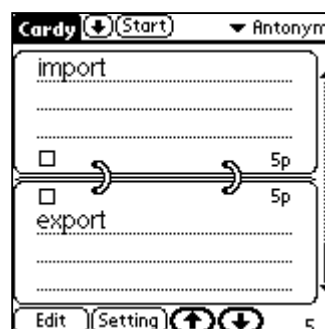 Cardy Start Antonym
import
5p
5p
export
Edit Setting 5